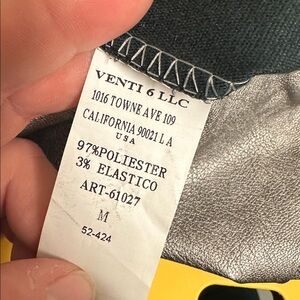 VENTI 6 LLC
1016 TOWNE AVE 109
CALIFORNIA 90021 L A
USA
97%POLIESTER
3% ELASTICO
ART-61027
M
52-424